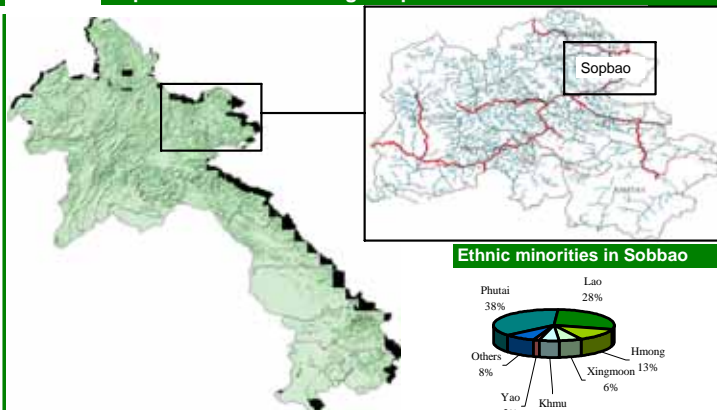 Sopbao
Ethnic minorities in Sobbao
Phutai
38%
Lao
28%
Hmong
13%
Xingmoon
6%
Khmu
Yao
Others
8%